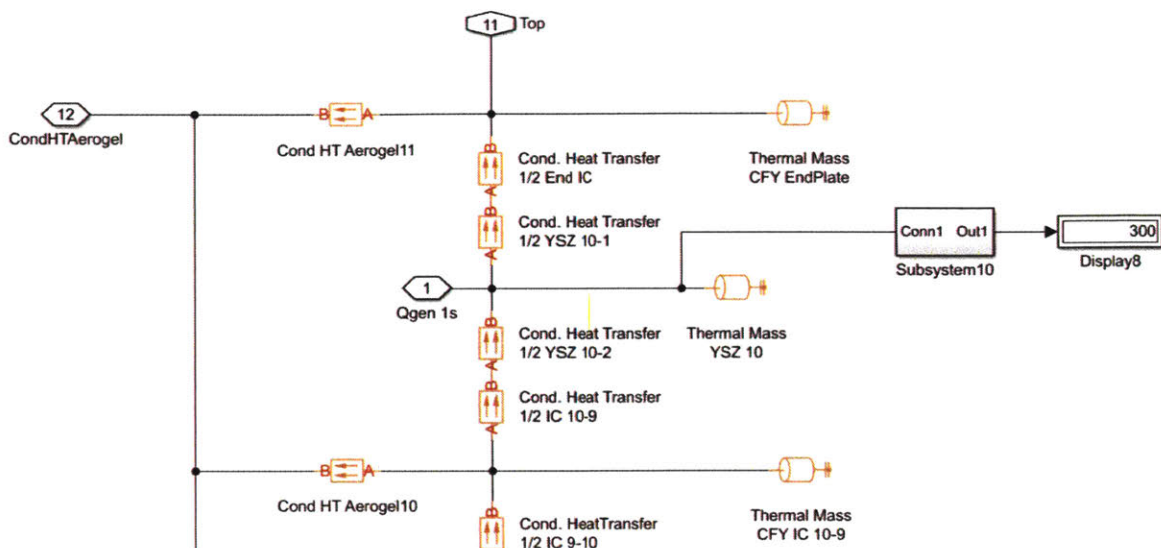 11 Top
12
CondHTAerogel
B A
Cond HT Aerogel11
B
A
Cond. Heat Transfer
1/2 End IC
Thermal Mass
CFY EndPlate
B
A
Cond. Heat Transfer
1/2 YSZ 10-1
Conn1 Out1
Subsystem10
300
Display8
1
Qgen 1s
B
A
Cond. Heat Transfer
1/2 YSZ 10-2
Thermal Mass
YSZ 10
B
A
Cond. Heat Transfer
1/2 IC 10-9
B A
Cond HT Aerogel10
Thermal Mass
CFY IC 10-9
B
Cond. HeatTransfer
1/2 IC 9-10